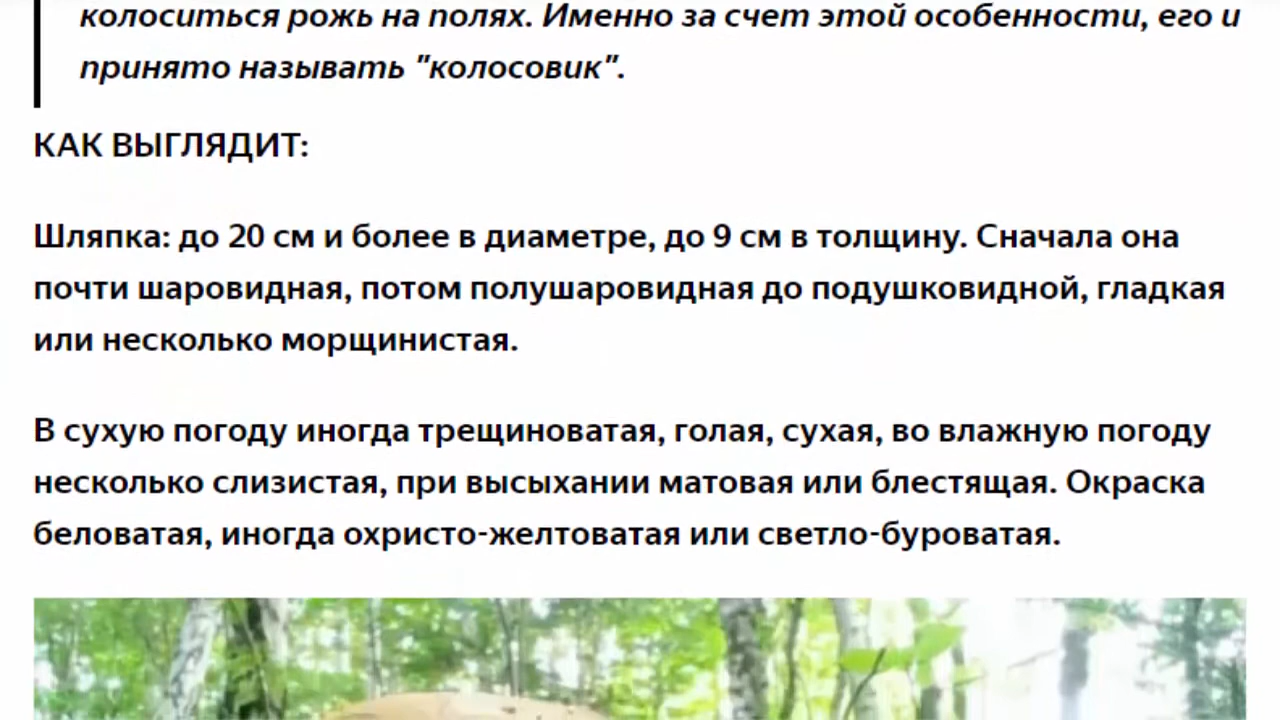 колоситься рожь на полях. Именно за счет этой особенности, его и
принято называть "колосовик".
КАК ВЫГЛЯДИТ:
Шляпка: до 20 см и более в диаметре, до 9 см в толщину. Сначала она
почти шаровидная, потом полушаровидная до подушковидной, гладкая
или несколько морщинистая.
В сухую погоду иногда трещиноватая, голая, сухая, во влажную погоду
несколько слизистая, при высыхании матовая или блестящая. Окраска
беловатая, иногда охристо-желтоватая или светло-буроватая.